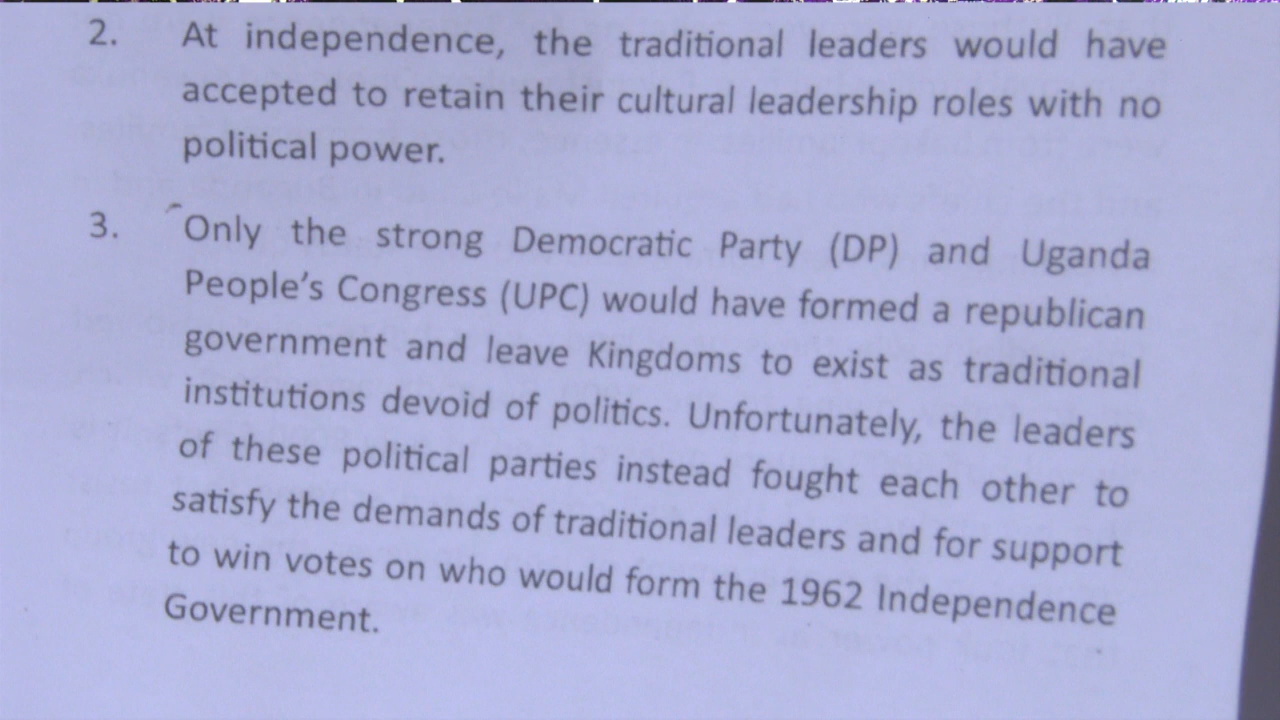 2. At independence, the traditional leaders would have
accepted to retain their cultural leadership roles with no
political power.
3. Only the strong Democratic Party (DP) and Uganda
People's Congress (UPC) would have formed a republican
government and leave Kingdoms to exist as traditional
institutions devoid of politics. Unfortunately, the leaders
of these political parties instead fought each other to
satisfy the demands of traditional leaders and for support
to win votes on who would form the 1962 Independence
Government.